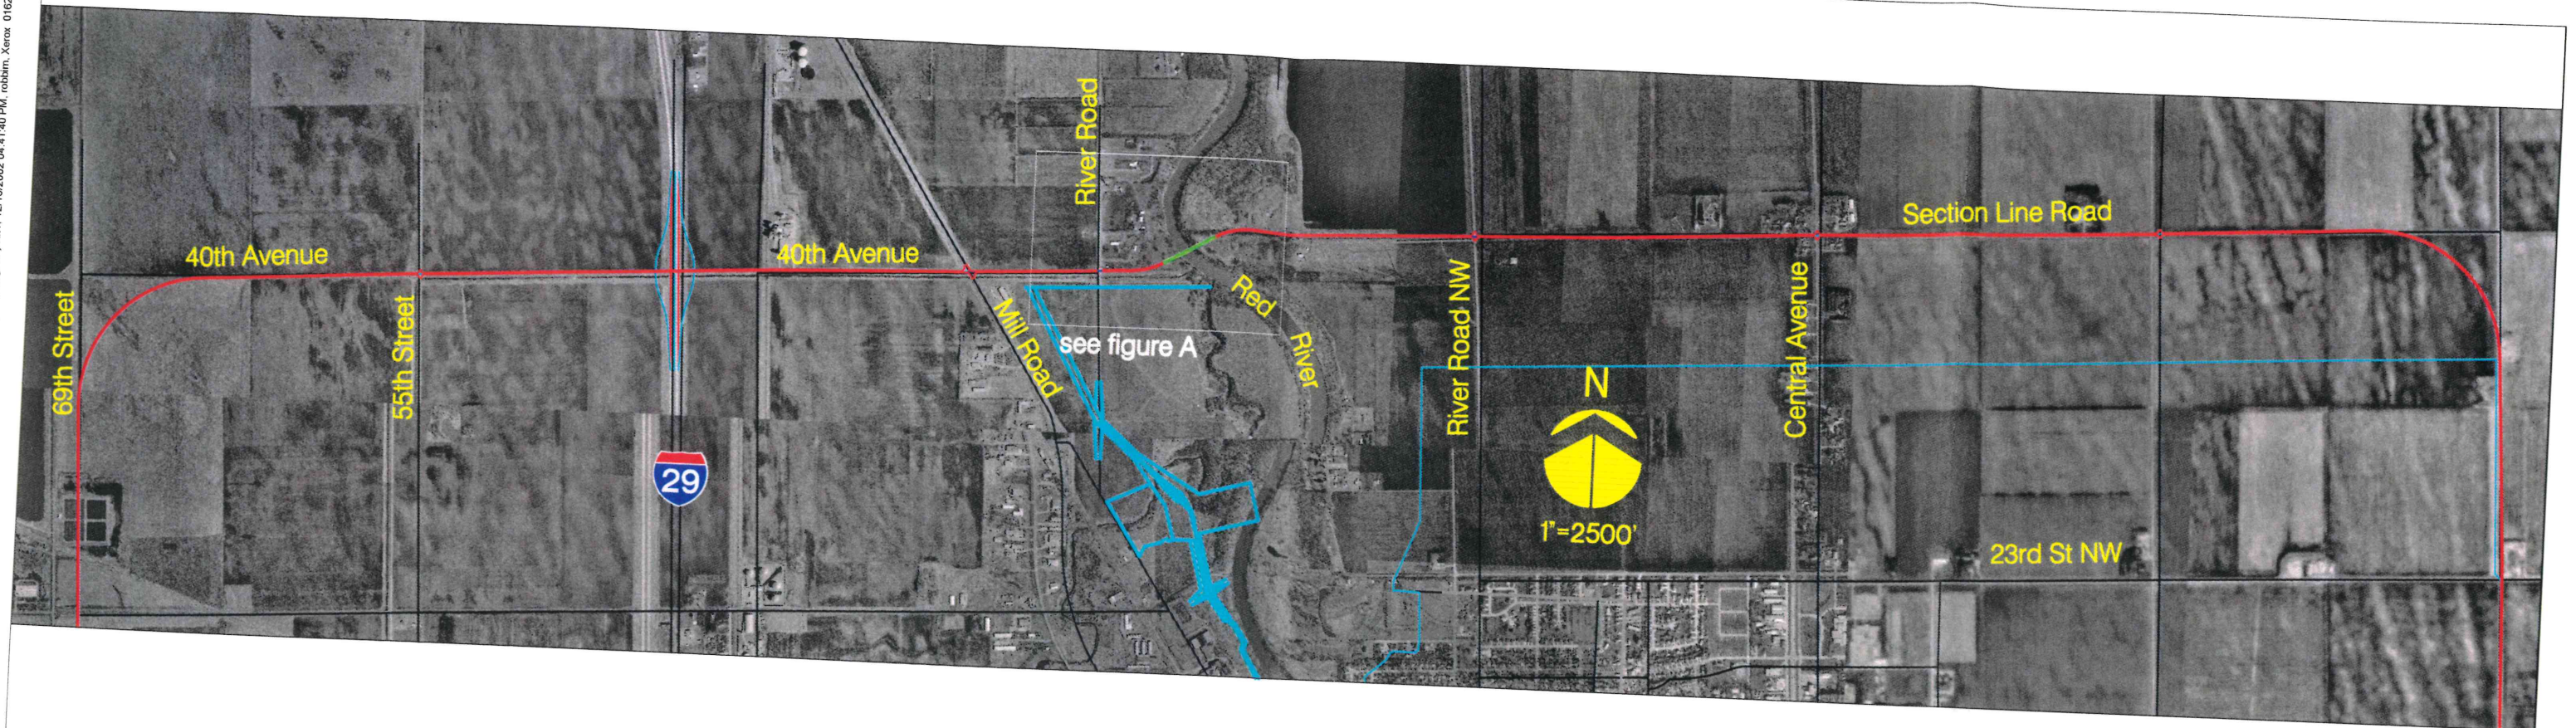 River Road
Section Line Road
40th Avenue
40th Avenue
Red
River
69th Street
55th Street
Mill Road
see figure A
River Road NW
Central Avenue
N
29
1"=2500'
23rd St NW